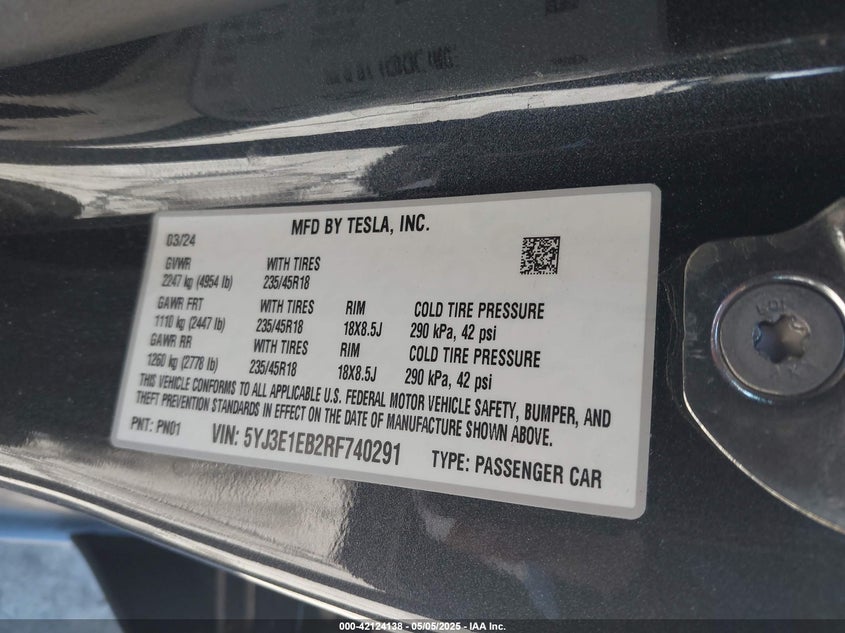 MFD BY TESLA, INC.
03/24
GVWR WITH TIRES
2247 kg (4954 lb) 235/45R18
GAWR FRT WITH TIRES RIM COLD TIRE PRESSURE
1110 kg (2447 lb) 235/45R18 18X8.5J 290 kPa, 42 psi
GAWR RR WITH TIRES RIM COLD TIRE PRESSURE
1260 kg (2778 lb) 235/45R18 18X8.5J 290 kPa, 42 psi
THIS VEHICLE CONFORMS TO ALL APPLICABLE U.S. FEDERAL MOTOR VEHICLE SAFETY, BUMPER, AND
THEFT PREVENTION STANDARDS IN EFFECT ON THE DATE OF MANUFACTURE SHOWN ABOVE.
PNT: PN01 VIN: 5YJ3E1EB2RF740291 TYPE: PASSENGER CAR
000-42124138 - 05/05/2025 - IAA Inc.